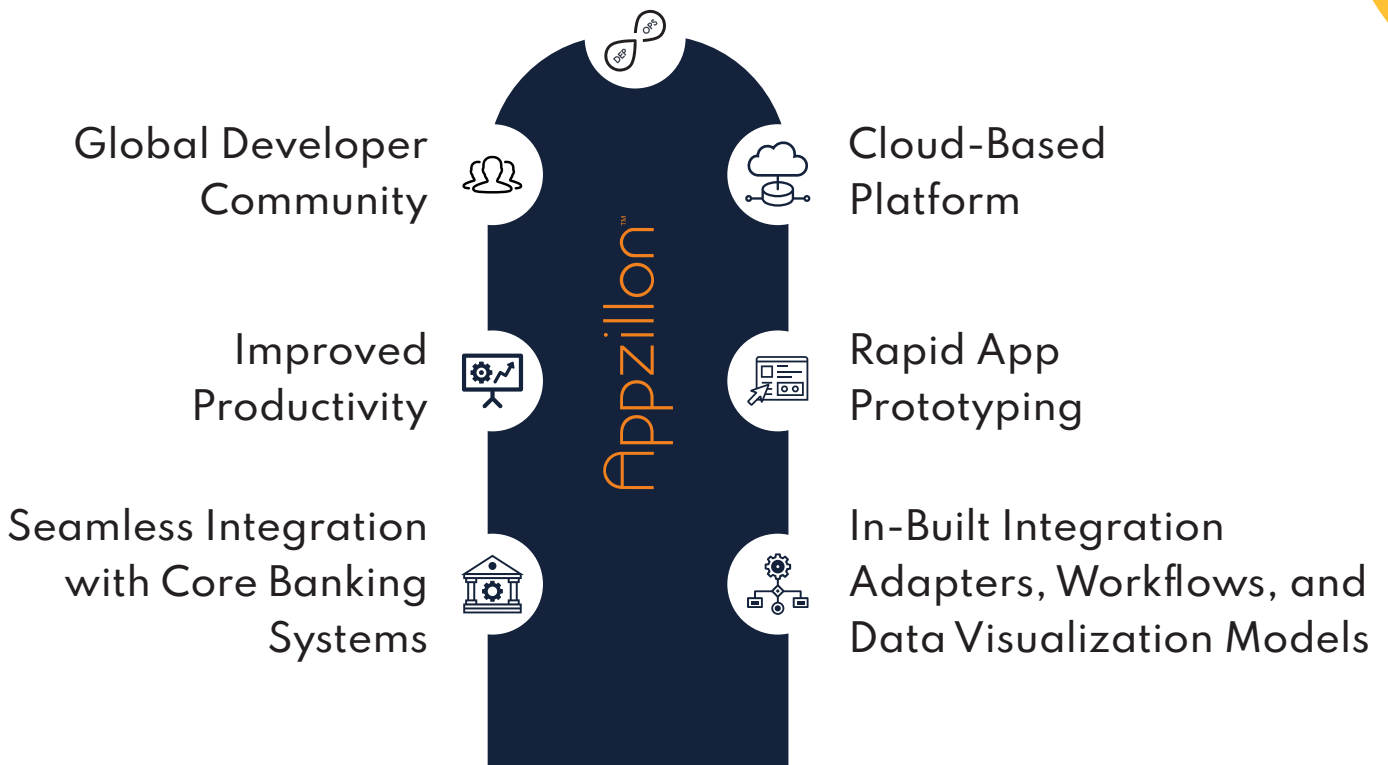 DEP
OPS
Global Developer
Community
Cloud-Based
Platform
Appzillon™
Improved
Productivity
Rapid App
Prototyping
Seamless Integration
with Core Banking
Systems
In-Built Integration
Adapters, Workflows, and
Data Visualization Models